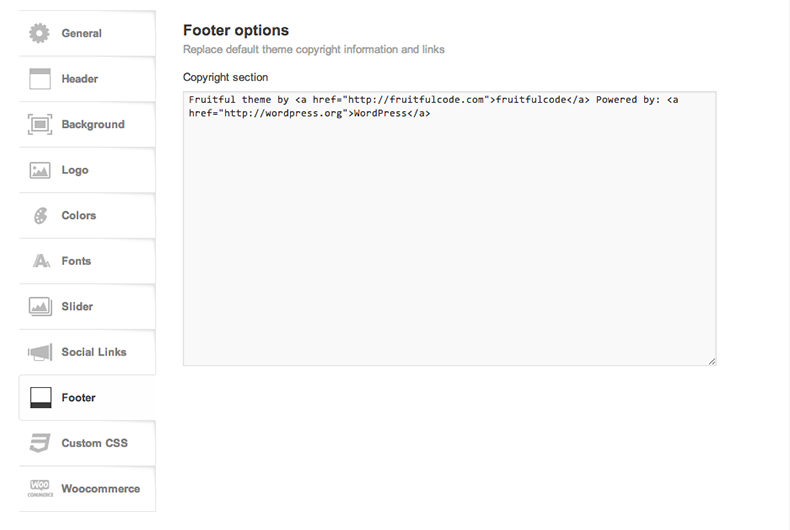 General
Header
Background
Logo
Colors
Fonts
Slider
Social Links
Footer
Custom CSS
WOO
COMMERCE
Woocommerce
Footer options
Replace default theme copyright information and links
Copyright section
Fruitful theme by <a href="http://fruitfulcode.com">fruitfulcode</a> Powered by: <a
href="http://wordpress.org">WordPress</a>